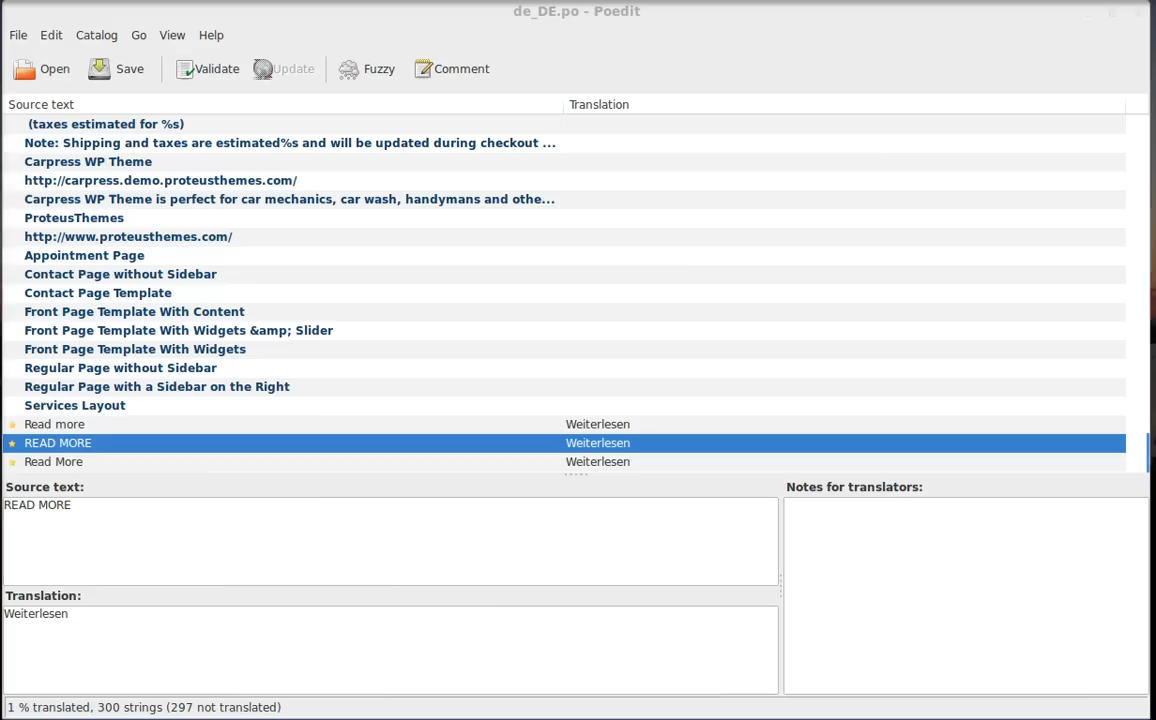 de_DE.po - Poedit
File Edit Catalog Go View Help
Open Save Validate Update Fuzzy Comment
Source text Translation
(taxes estimated for %s)
Note: Shipping and taxes are estimated%s and will be updated during checkout ...
Carpress WP Theme
http://carpress.demo.proteusthemes.com/
Carpress WP Theme is perfect for car mechanics, car wash, handymans and othe...
ProteusThemes
http://www.proteusthemes.com/
Appointment Page
Contact Page without Sidebar
Contact Page Template
Front Page Template With Content
Front Page Template With Widgets &amp; Slider
Front Page Template With Widgets
Regular Page without Sidebar
Regular Page with a Sidebar on the Right
Services Layout
Read more Weiterlesen
READ MORE Weiterlesen
Read More Weiterlesen
Source text: Notes for translators:
READ MORE
Translation:
Weiterlesen
1 % translated, 300 strings (297 not translated)